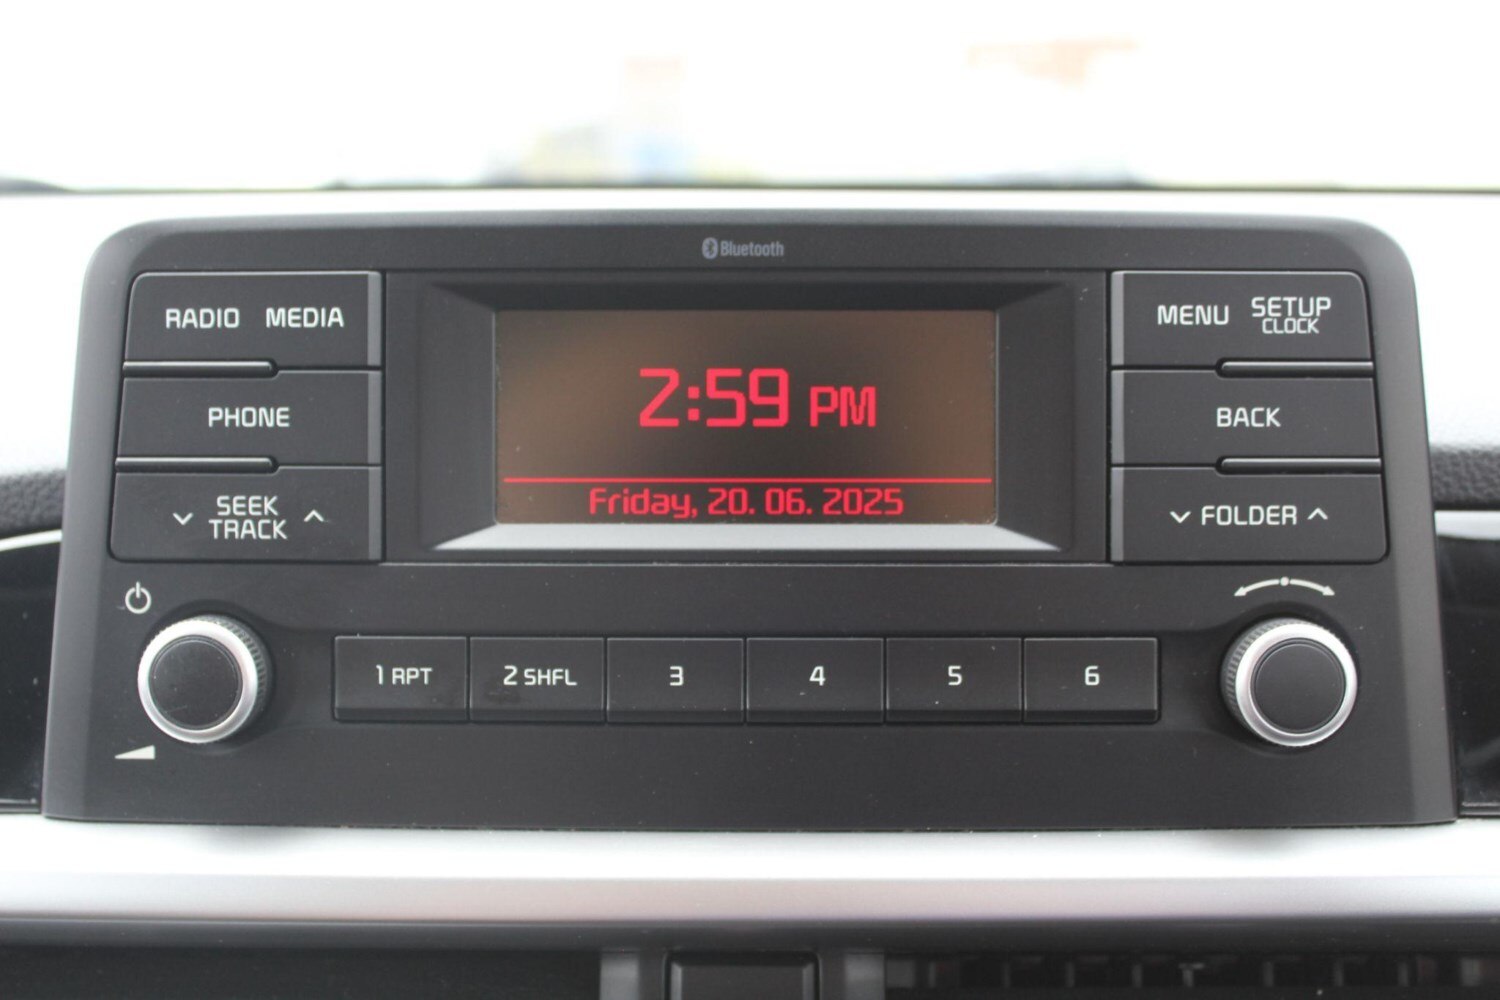 Bluetooth
RADIO MEDIA
PHONE
SEEK
TRACK
2:59 PM
Friday, 20. 06. 2025
MENU SETUP
CLOCK
BACK
FOLDER
1 RPT 2 SHFL 3 4 5 6